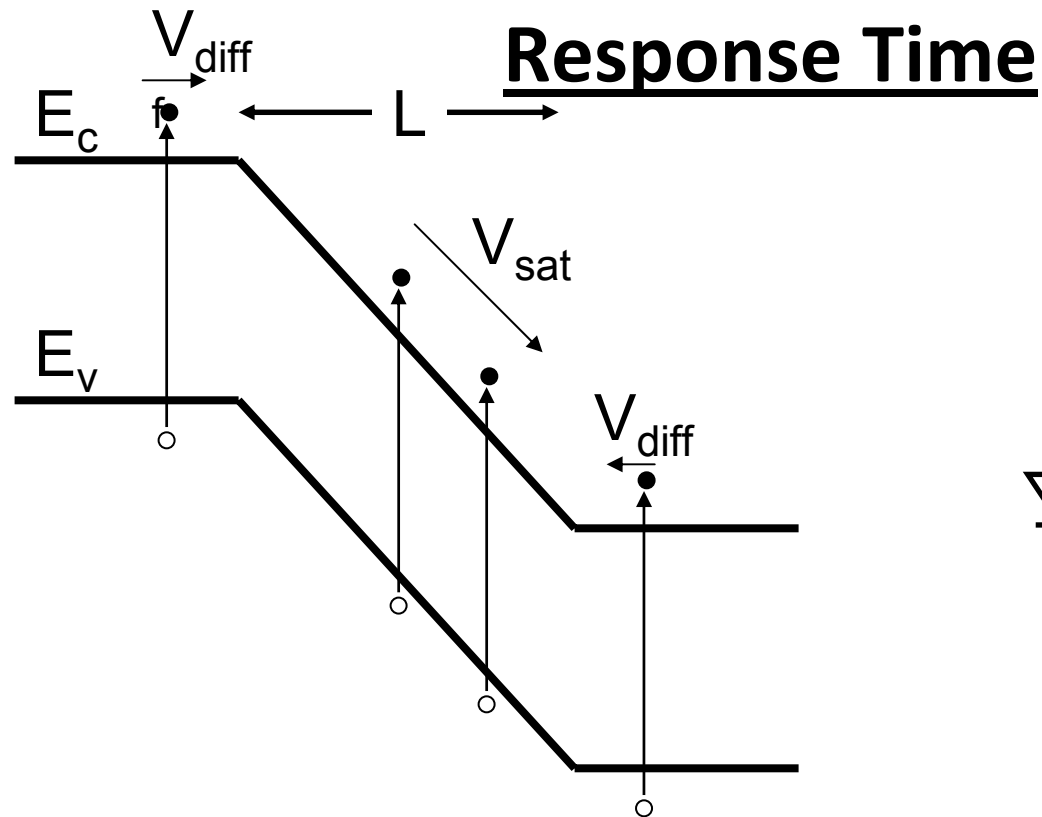 Response Time
V_diff
f
E_c
L
V_sat
E_v
V_diff